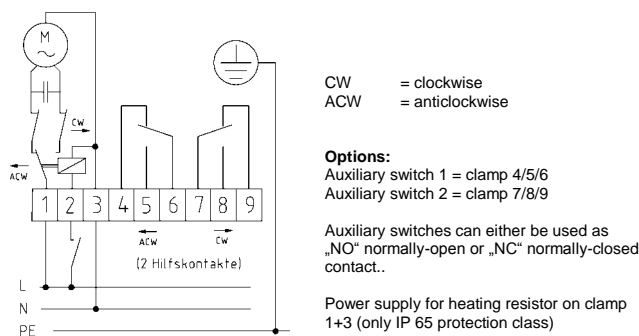 M
~
CW
ACW
1 2 3 4 5 6 7 8 9
ACW CW
(2 Hilfskontakte)
L
N
PE
CW = clockwise
ACW = anticlockwise
Options:
Auxiliary switch 1 = clamp 4/5/6
Auxiliary switch 2 = clamp 7/8/9
Auxiliary switches can either be used as
„NO“ normally-open or „NC“ normally-closed
contact..
Power supply for heating resistor on clamp
1+3 (only IP 65 protection class)